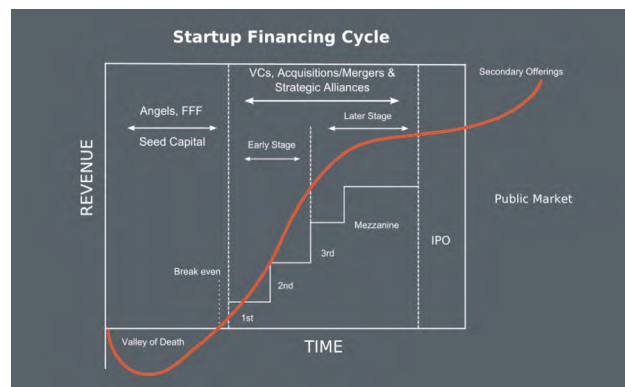 Startup Financing Cycle
VCs, Acquisitions/Mergers &
Strategic Alliances
Secondary Offerings
Angels, FFF
Seed Capital
Later Stage
Early Stage
REVENUE
Public Market
Mezzanine
IPO
3rd
Break even
2nd
1st
Valley of Death
TIME